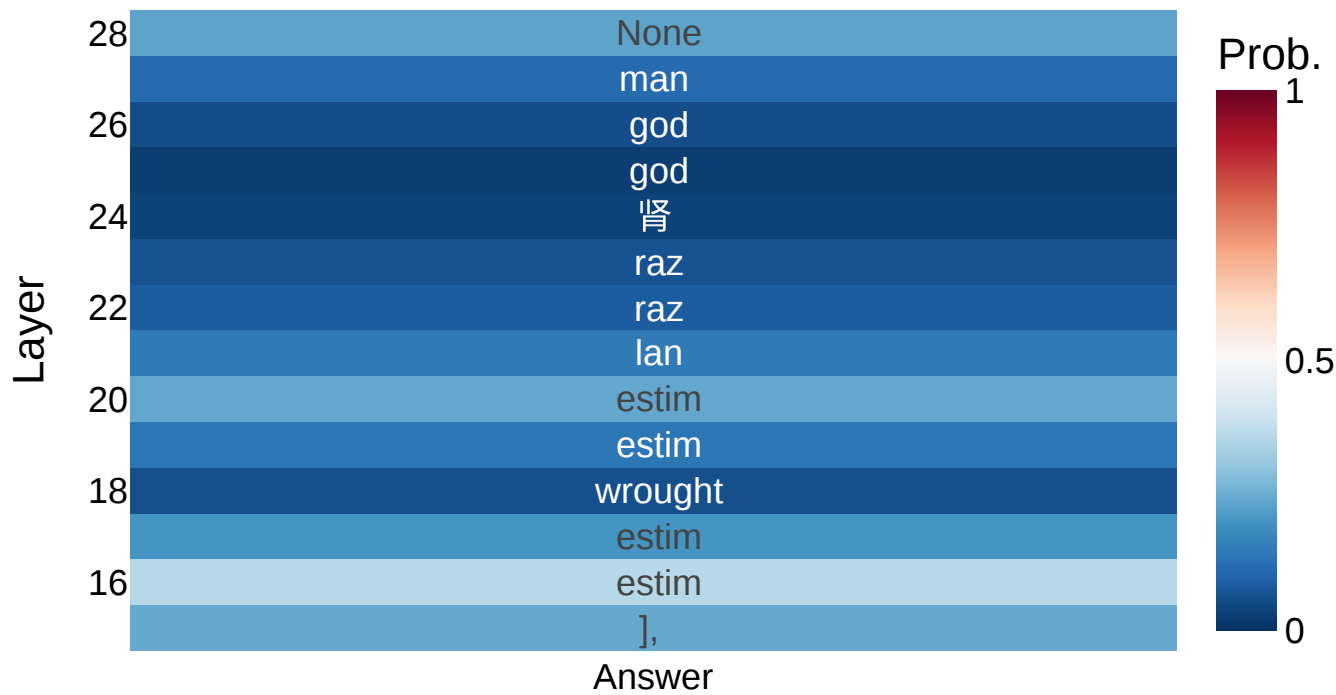 Prob.
28 None
1
man
26 god
god
24 肾
raz
Layer
22 raz
lan
0.5
20 estim
estim
18 wrought
estim
16 estim
],
0
Answer